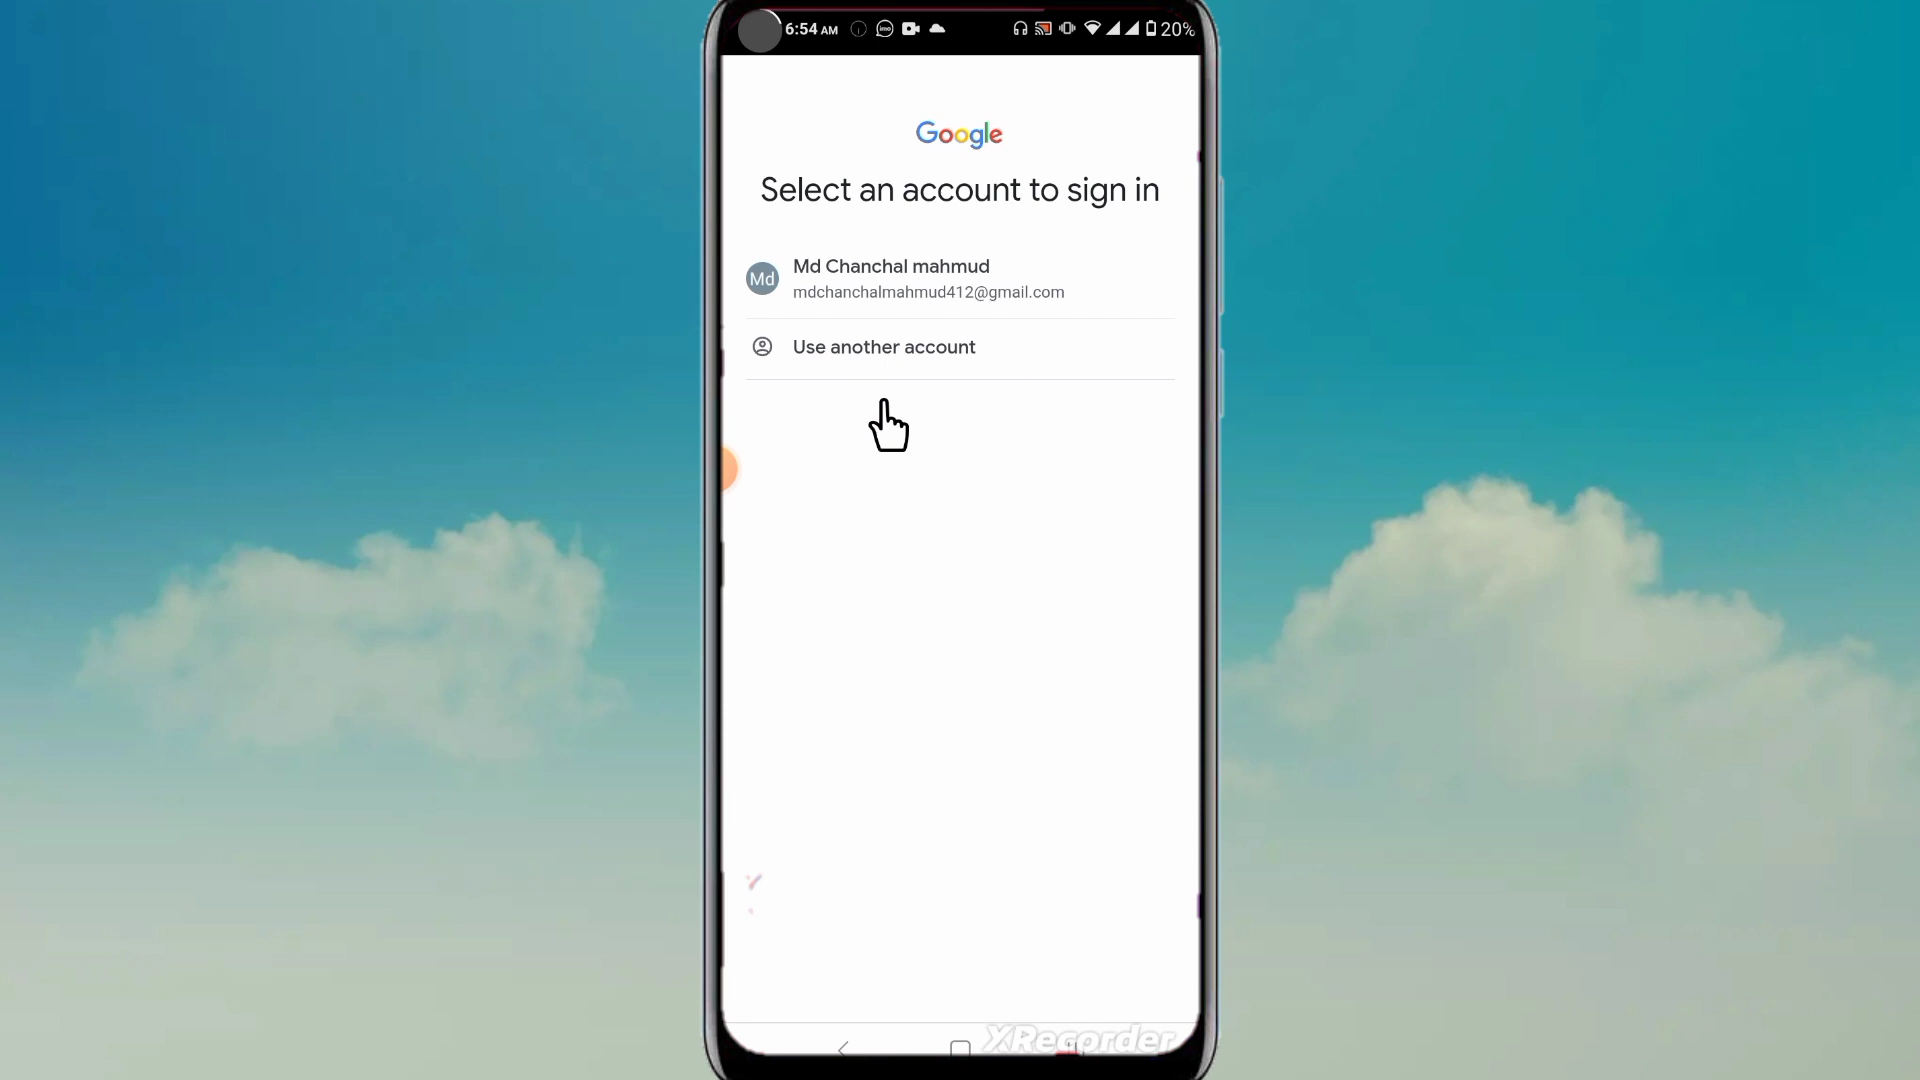 6:54 AM
20%
Google
Select an account to sign in
Md
Md Chanchal mahmud
mdchanchalmahmud412@gmail.com
Use another account
XRecorder